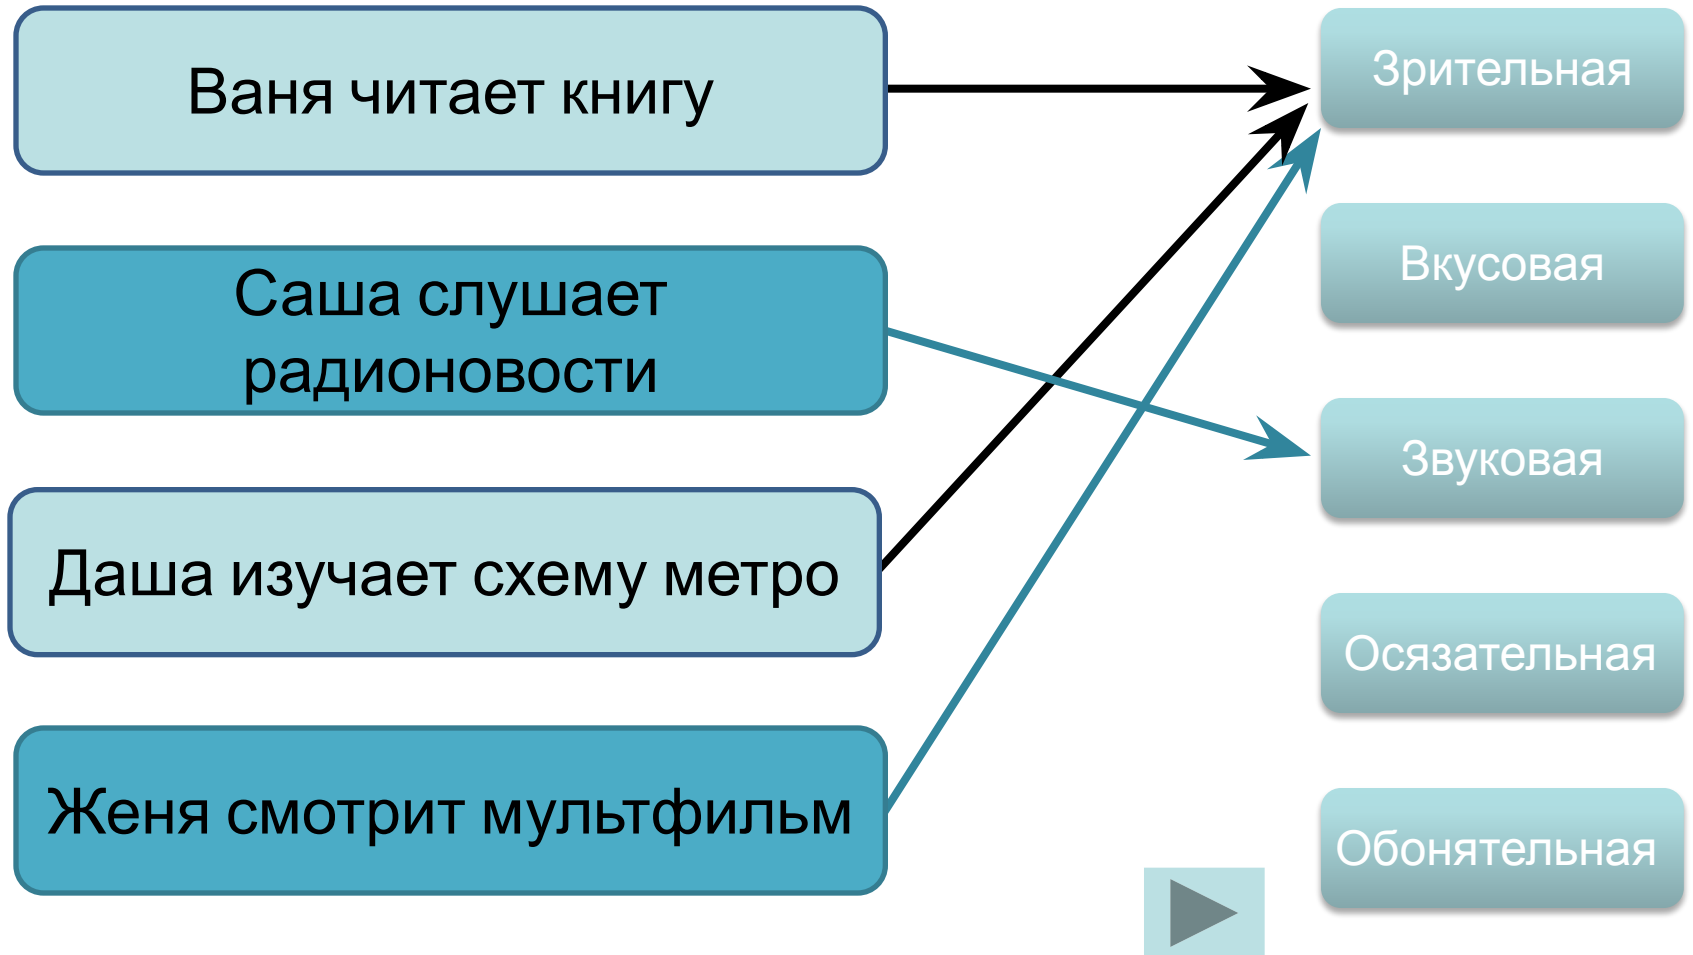 Ваня читает книгу
Саша слушает
радионовости
Даша изучает схему метро
Женя смотрит мультфильм
Зрительная
Вкусовая
Звуковая
Осязательная
Обонятельная